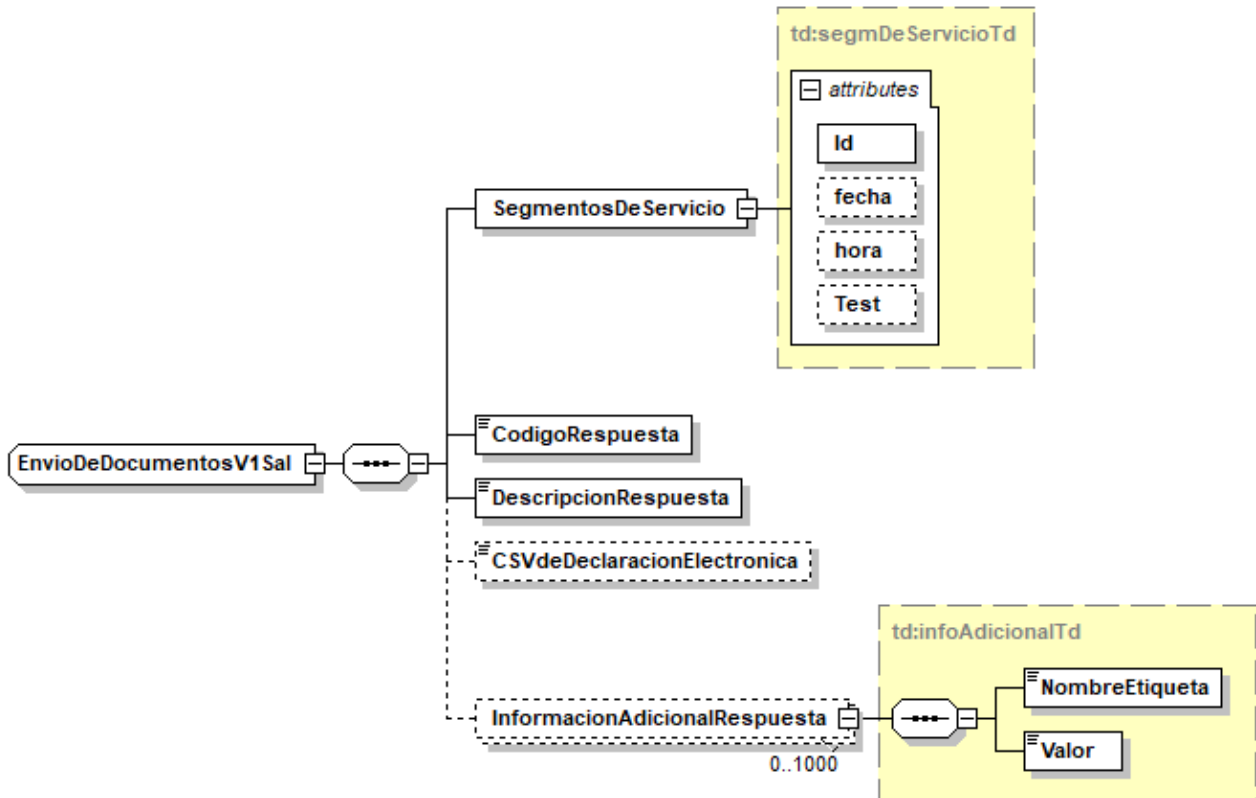 td:segmDeServicioTd
attributes
Id
fecha
hora
Test
SegmentosDeServicio
CodigoRespuesta
EnvioDeDocumentosV1Sal
DescripcionRespuesta
CSVdeDeclaracionElectronica
td:infoAdicionalTd
NombreEtiqueta
InformacionAdicionalRespuesta
Valor
0..1000